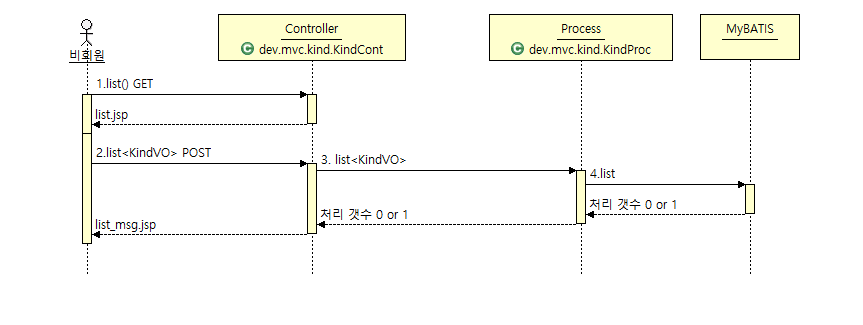 Controller
C dev.mvc.kind.KindCont
Process
C dev.mvc.kind.KindProc
MyBATIS
비회원
1.list() GET
list.jsp
2.list<KindVO> POST
3. list<KindVO>
4.list
처리 갯수 0 or 1
처리 갯수 0 or 1
list_msg.jsp